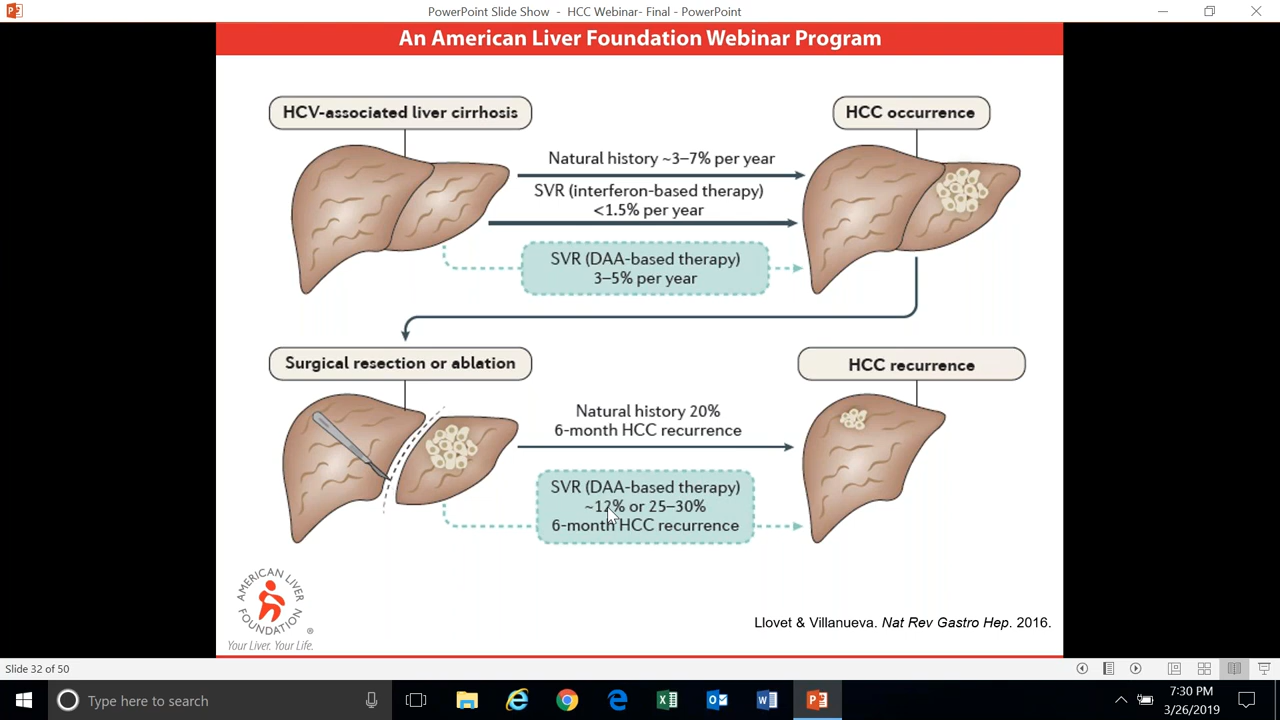 PowerPoint Slide Show - HCC Webinar- Final - PowerPoint
An American Liver Foundation Webinar Program
HCV-associated liver cirrhosis
HCC occurrence
Natural history ~3–7% per year
SVR (interferon-based therapy)
<1.5% per year
SVR (DAA-based therapy)
3–5% per year
Surgical resection or ablation
HCC recurrence
Natural history 20%
6-month HCC recurrence
SVR (DAA-based therapy)
~12% or 25–30%
6-month HCC recurrence
AMERICAN LIVER FOUNDATION ®
Your Liver. Your Life.
Llovet & Villanueva. Nat Rev Gastro Hep. 2016.
Slide 32 of 50
Type here to search
7:30 PM
3/26/2019